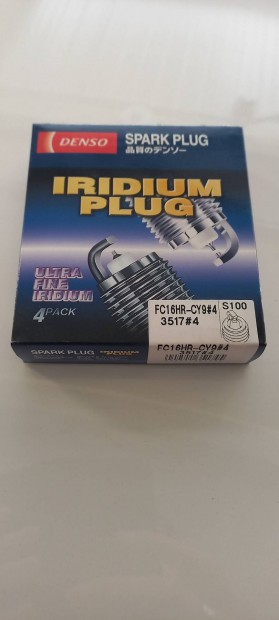 DENSO
SPARK PLUG
品質のデンソー
IRIDIUM
PLUG
ULTRA
FINE
IRIDIUM
4PACK
FC16HR-CY9#4
S100
3517#4
FC16HR-CY9#4
SPARK PLUG